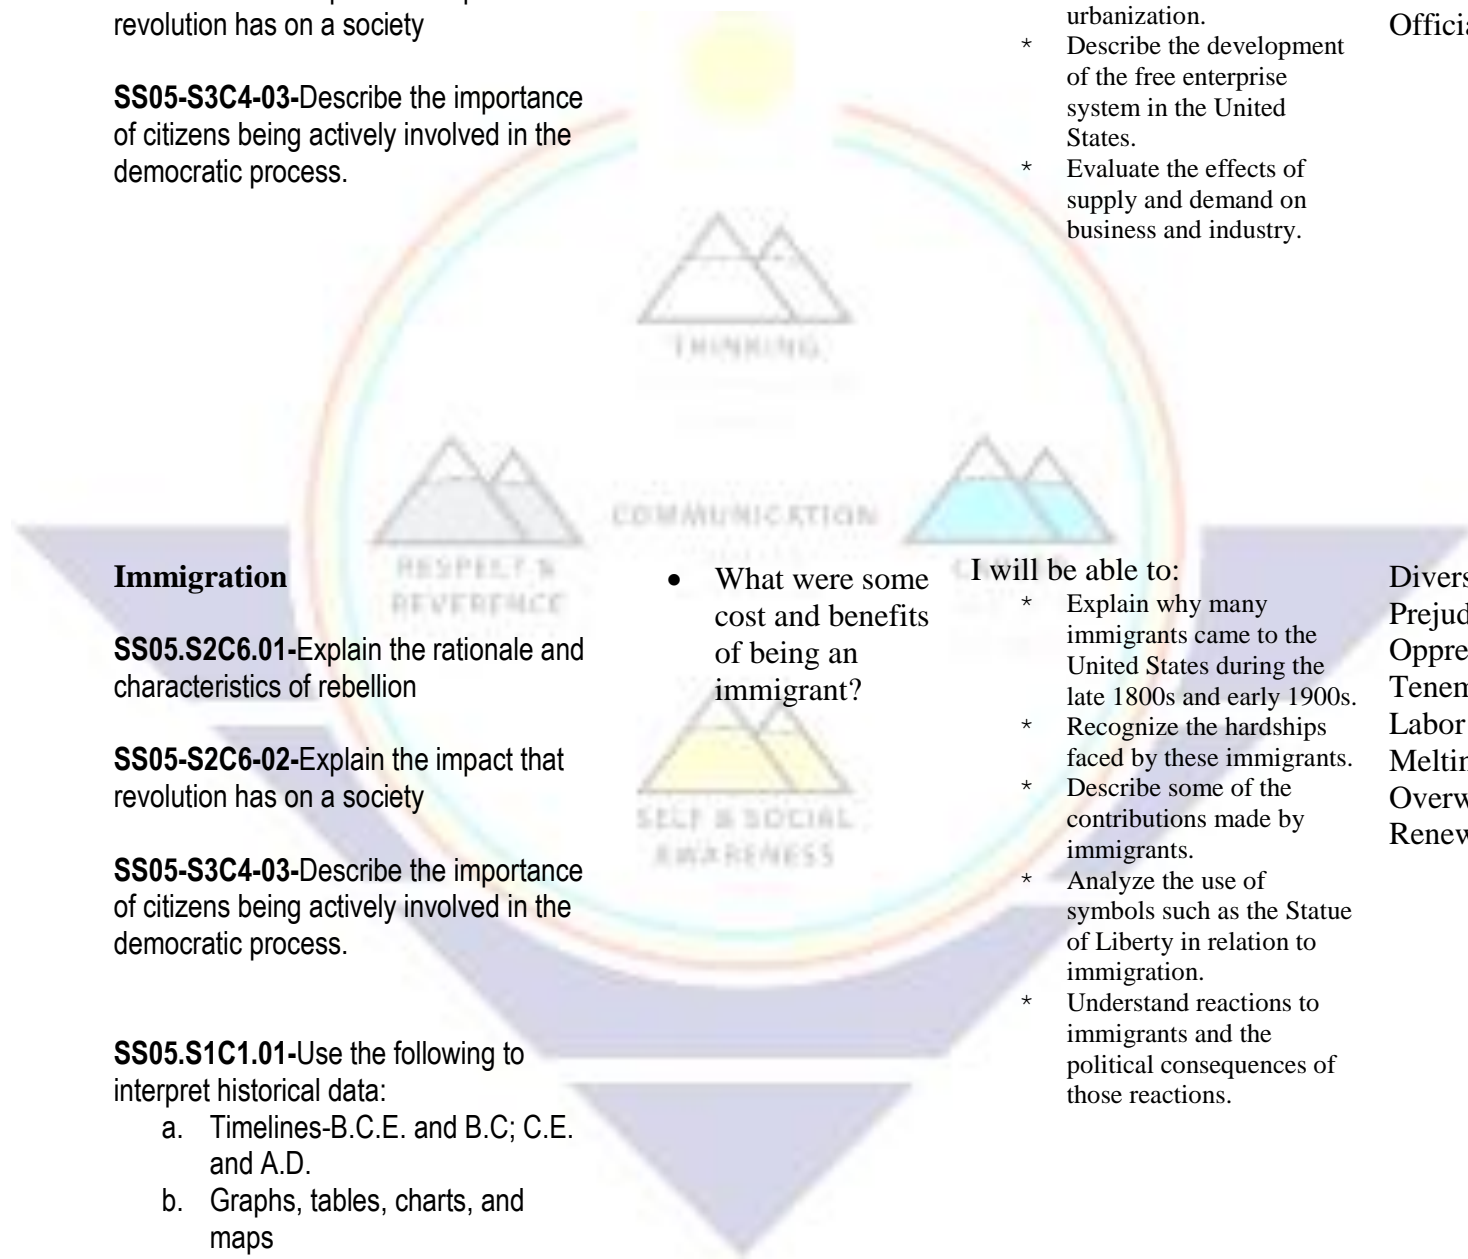 revolution has on a society
SS05-S3C4-03-Describe the importance
of citizens being actively involved in the
democratic process.
urbanization.
* Describe the development
of the free enterprise
system in the United
States.
* Evaluate the effects of
supply and demand on
business and industry.
THINKING
COMMUNICATION
RESPECT &
REVERENCE
SELF & SOCIAL
AWARENESS
Immigration
SS05.S2C6.01-Explain the rationale and
characteristics of rebellion
SS05-S2C6-02-Explain the impact that
revolution has on a society
SS05-S3C4-03-Describe the importance
of citizens being actively involved in the
democratic process.
SS05.S1C1.01-Use the following to
interpret historical data:
a. Timelines-B.C.E. and B.C; C.E.
and A.D.
b. Graphs, tables, charts, and
maps
• What were some
cost and benefits
of being an
immigrant?
I will be able to:
* Explain why many
immigrants came to the
United States during the
late 1800s and early 1900s.
* Recognize the hardships
faced by these immigrants.
* Describe some of the
contributions made by
immigrants.
* Analyze the use of
symbols such as the Statue
of Liberty in relation to
immigration.
* Understand reactions to
immigrants and the
political consequences of
those reactions.
Labor